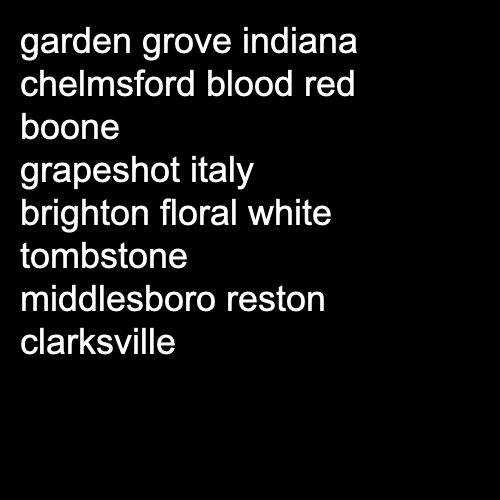 garden grove indiana
chelmsford blood red
boone
grapeshot italy
brighton floral white
tombstone
middlesboro reston
clarksville